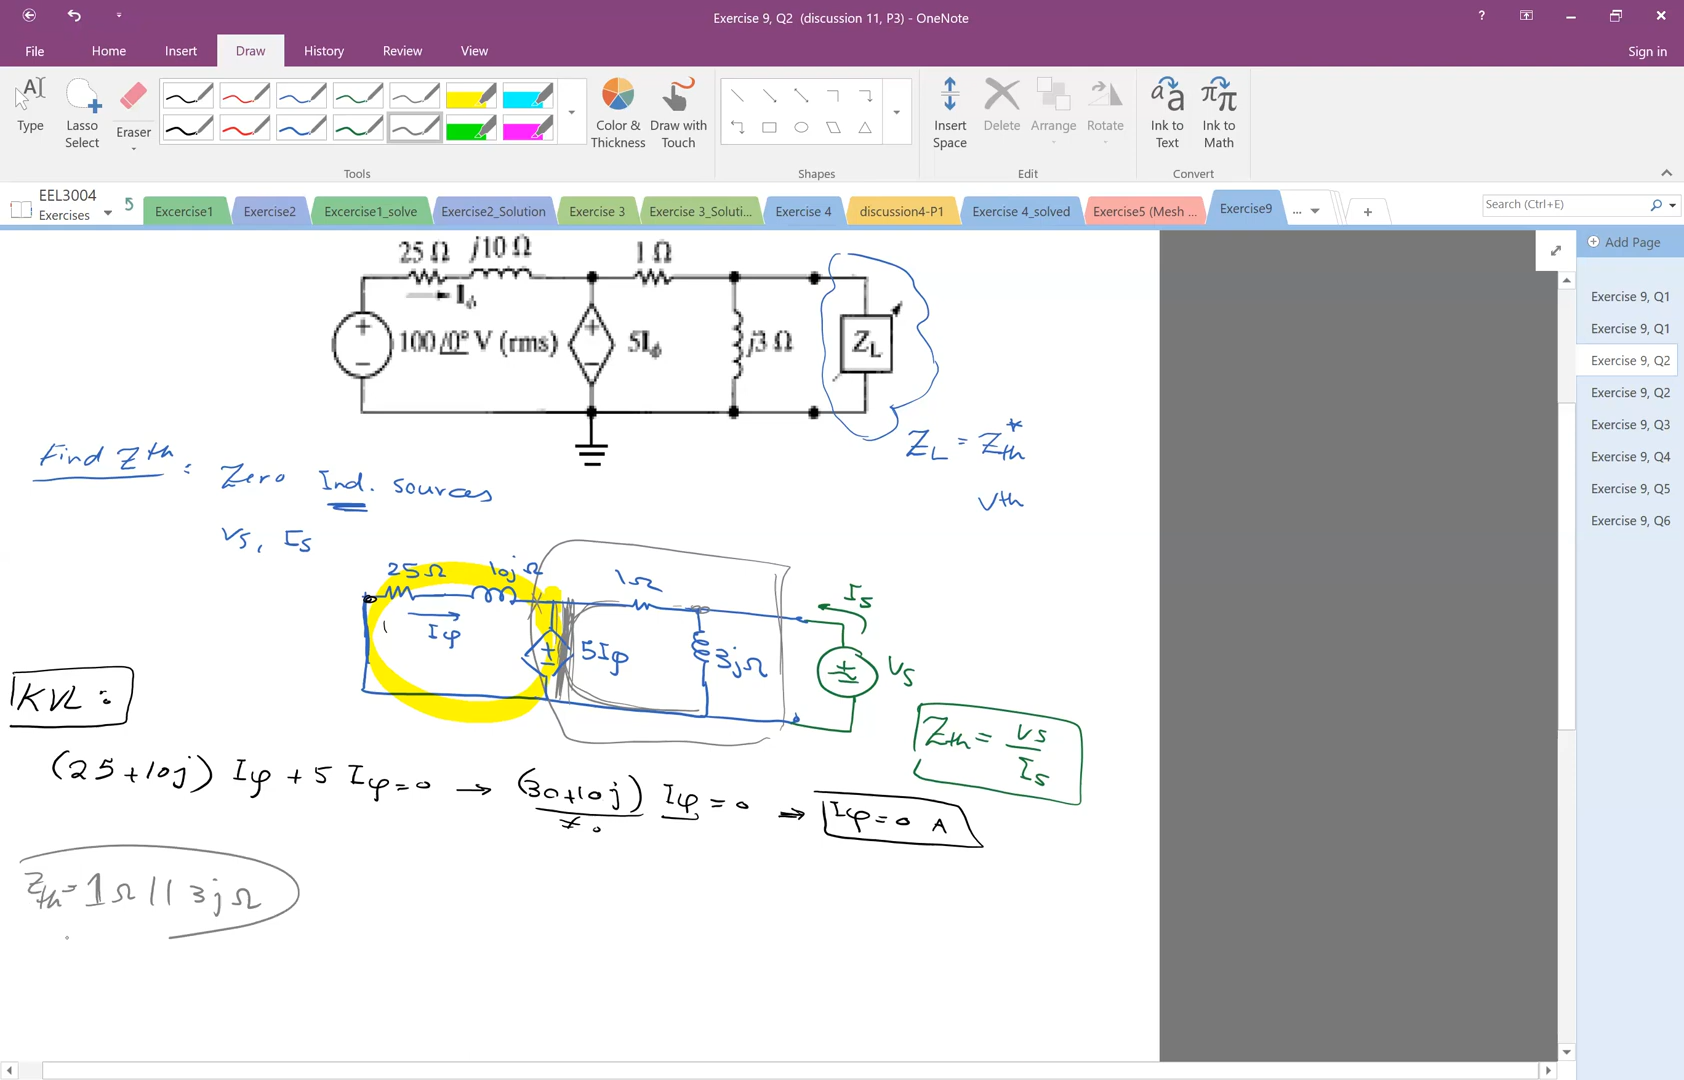 Exercise 9, Q2 (discussion 11, P3) - OneNote
?
File Home Insert Draw History Review View
Sign in
Type
Lasso Select
Eraser
Color & Thickness
Draw with Touch
Insert Space
Delete
Arrange
Rotate
Ink to Text
Ink to Math
Tools
Shapes
Edit
Convert
EEL3004
Exercises
Excercise1
Exercise2
Excercise1_solve
Exercise2_Solution
Exercise 3
Exercise 3_Soluti...
Exercise 4
discussion4-P1
Exercise 4_solved
Exercise5 (Mesh ...
Exercise9
...
Search (Ctrl+E)
Add Page
Exercise 9, Q1
Exercise 9, Q1
Exercise 9, Q2
Exercise 9, Q2
Exercise 9, Q3
Exercise 9, Q4
Exercise 9, Q5
Exercise 9, Q6
25 Ω j10 Ω 1 Ω
Iϕ
+ 100/0° V (rms) + 5Iϕ j3 Ω ZL
− −
ZL = Zth*
Find Zth : Zero Ind. sources
Vth
Vs, Is
25Ω 10jΩ 1Ω
Is
Iφ + 5Iφ 3jΩ + Vs
KVL :
Zth = Vs / Is
(25+10j) Iφ + 5 Iφ = 0 → (30+10j) Iφ = 0 → Iφ = 0 A
≠ 0
Zth = 1Ω || 3jΩ